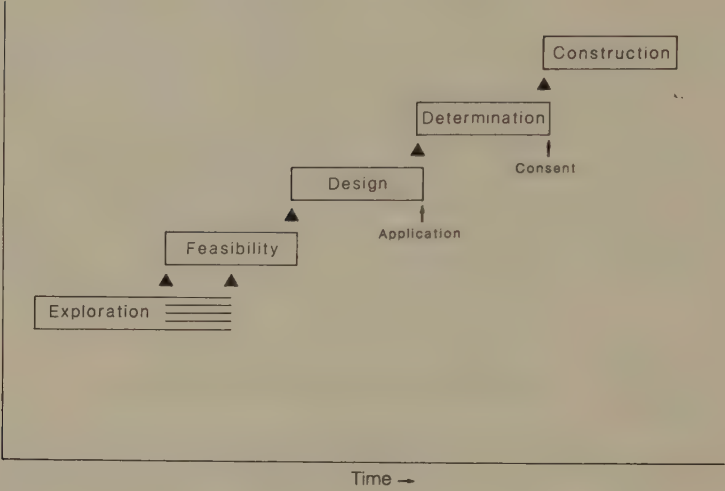 Construction
Determination
Consent
Design
Application
Feasibility
Exploration
Time →